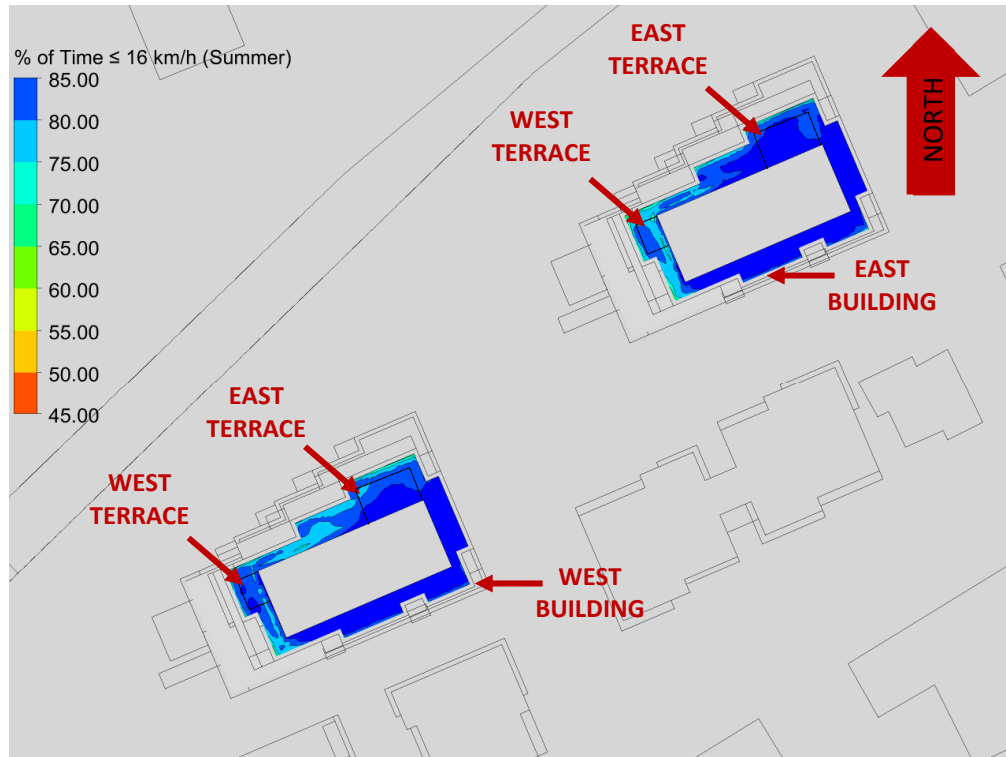 % of Time ≤ 16 km/h (Summer)
85.00
80.00
75.00
70.00
65.00
60.00
55.00
50.00
45.00
EAST
TERRACE
WEST
TERRACE
NORTH
EAST
BUILDING
EAST
TERRACE
WEST
TERRACE
WEST
BUILDING